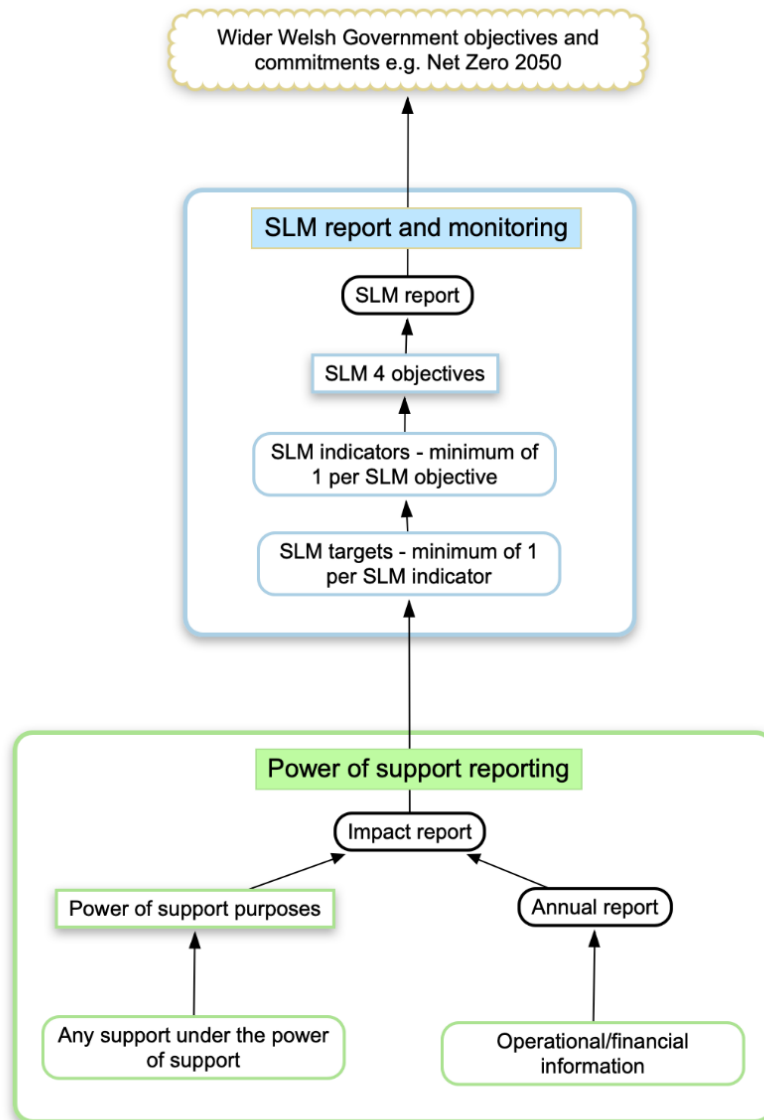 Wider Welsh Government objectives and
commitments e.g. Net Zero 2050
SLM report and monitoring
SLM report
SLM 4 objectives
SLM indicators - minimum of
1 per SLM objective
SLM targets - minimum of 1
per SLM indicator
Power of support reporting
Impact report
Power of support purposes
Annual report
Any support under the power
of support
Operational/financial
information